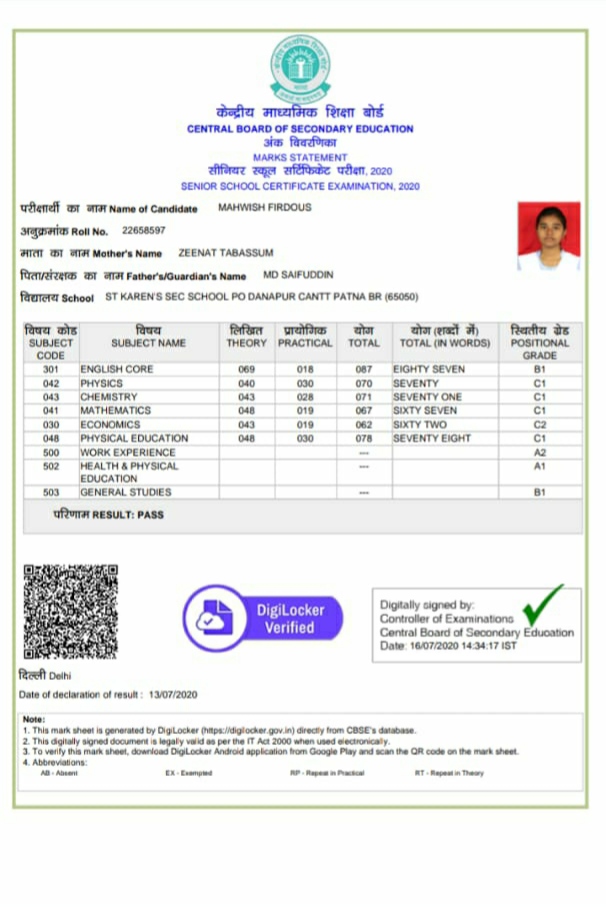 केन्द्रीय माध्यमिक शिक्षा बोर्ड
CENTRAL BOARD OF SECONDARY EDUCATION
अंक विवरणिका
MARKS STATEMENT
सीनियर स्कूल सर्टिफिकेट परीक्षा, 2020
SENIOR SCHOOL CERTIFICATE EXAMINATION, 2020
परीक्षार्थी का नाम Name of Candidate MAHWISH FIRDOUS
अनुक्रमांक Roll No. 22658597
माता का नाम Mother's Name ZEENAT TABASSUM
पिता/संरक्षक का नाम Father's/Guardian's Name MD SAIFUDDIN
विद्यालय School ST KAREN'S SEC SCHOOL PO DANAPUR CANTT PATNA BR (65050)
विषय कोड विषय लिखित प्रायोगिक योग योग (शब्दों में) स्थितीय ग्रेड
SUBJECT CODE SUBJECT NAME THEORY PRACTICAL TOTAL TOTAL (IN WORDS) POSITIONAL GRADE
301 ENGLISH CORE 069 018 087 EIGHTY SEVEN B1
042 PHYSICS 040 030 070 SEVENTY C1
043 CHEMISTRY 043 028 071 SEVENTY ONE C1
041 MATHEMATICS 048 019 067 SIXTY SEVEN C1
030 ECONOMICS 043 019 062 SIXTY TWO C2
048 PHYSICAL EDUCATION 048 030 078 SEVENTY EIGHT C1
500 WORK EXPERIENCE --- A2
502 HEALTH & PHYSICAL EDUCATION --- A1
503 GENERAL STUDIES --- B1
परिणाम RESULT: PASS
DigiLocker
Verified
Digitally signed by:
Controller of Examinations
Central Board of Secondary Education
Date: 16/07/2020 14:34:17 IST
दिल्ली Delhi
Date of declaration of result : 13/07/2020
Note:
1. This mark sheet is generated by DigiLocker (https://digilocker.gov.in) directly from CBSE's database.
2. This digitally signed document is legally valid as per the IT Act 2000 when used electronically.
3. To verify this mark sheet, download DigiLocker Android application from Google Play and scan the QR code on the mark sheet.
4. Abbreviations:
AB - Absent EX - Exempted RP - Repeat in Practical RT - Repeat in Theory